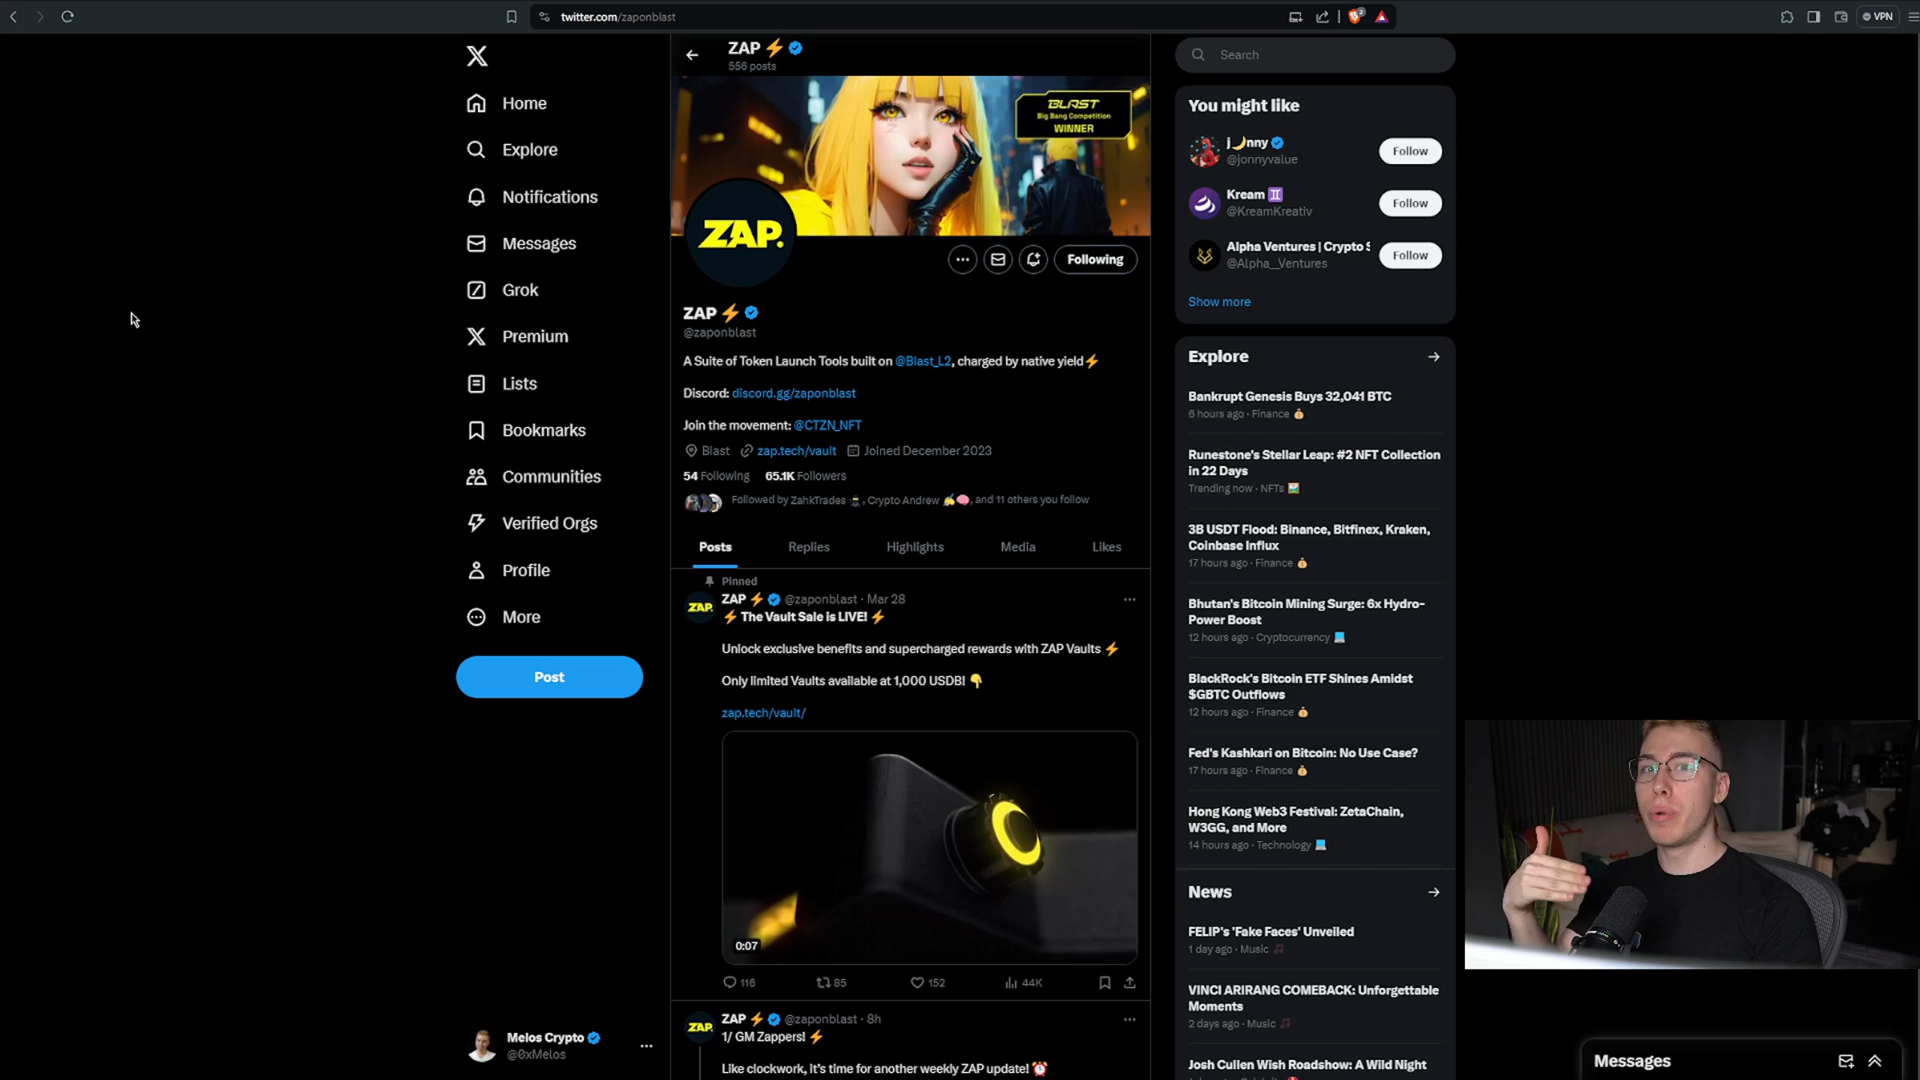 twitter.com/zaponblast
VPN
ZAP ⚡
556 posts
Home
Explore
Notifications
Messages
Grok
Premium
Lists
Bookmarks
Communities
Verified Orgs
Profile
More
Post
Melos Crypto
@0xMelos
BLAST
Big Bang Competition
WINNER
ZAP.
Following
ZAP ⚡
@zaponblast
A Suite of Token Launch Tools built on @Blast_L2, charged by native yield⚡
Discord: discord.gg/zaponblast
Join the movement: @CTZN_NFT
Blast zap.tech/vault Joined December 2023
54 Following 65.1K Followers
Followed by ZahkTrades, Crypto Andrew ✍️🧠, and 11 others you follow
Posts Replies Highlights Media Likes
Pinned
ZAP.
ZAP ⚡ @zaponblast · Mar 28
⚡ The Vault Sale is LIVE! ⚡
Unlock exclusive benefits and supercharged rewards with ZAP Vaults ⚡
Only limited Vaults available at 1,000 USDB! 👇
zap.tech/vault/
0:07
116 85 152 44K
ZAP.
ZAP ⚡ @zaponblast · 8h
1/ GM Zappers! ⚡
Like clockwork, it's time for another weekly ZAP update! ⏰
Search
You might like
j🌙nny
@jonnyvalue
Follow
Kream ♊
@KreamKreativ
Follow
Alpha Ventures | Crypto
@Alpha__Ventures
Follow
Show more
Explore
Bankrupt Genesis Buys 32,041 BTC
6 hours ago · Finance 💰
Runestone's Stellar Leap: #2 NFT Collection
in 22 Days
Trending now · NFTs 🖼️
3B USDT Flood: Binance, Bitfinex, Kraken,
Coinbase Influx
17 hours ago · Finance 💰
Bhutan's Bitcoin Mining Surge: 6x Hydro-
Power Boost
12 hours ago · Cryptocurrency 💻
BlackRock's Bitcoin ETF Shines Amidst
$GBTC Outflows
12 hours ago · Finance 💰
Fed's Kashkari on Bitcoin: No Use Case?
17 hours ago · Finance 💰
Hong Kong Web3 Festival: ZetaChain,
W3GG, and More
14 hours ago · Technology 💻
News
FELIP's 'Fake Faces' Unveiled
1 day ago · Music 🎵
VINCI ARIRANG COMEBACK: Unforgettable
Moments
2 days ago · Music 🎵
Josh Cullen Wish Roadshow: A Wild Night
Messages